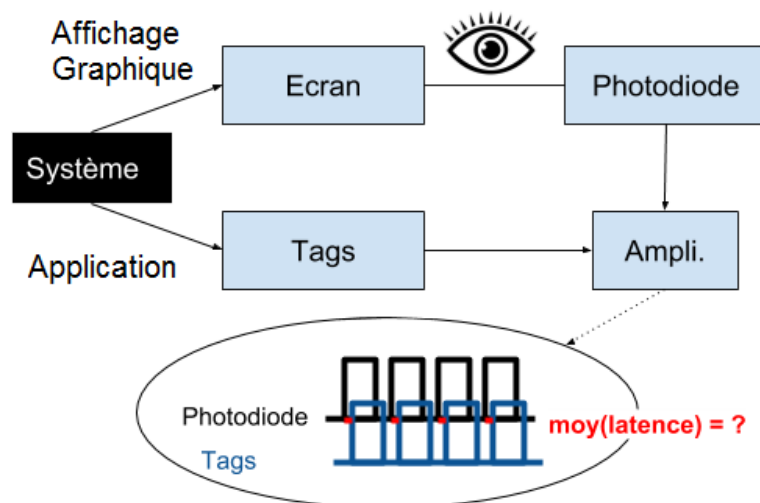 Affichage
Graphique
Ecran
Photodiode
Système
Application
Tags
Ampli.
Photodiode
moy(latence) = ?
Tags